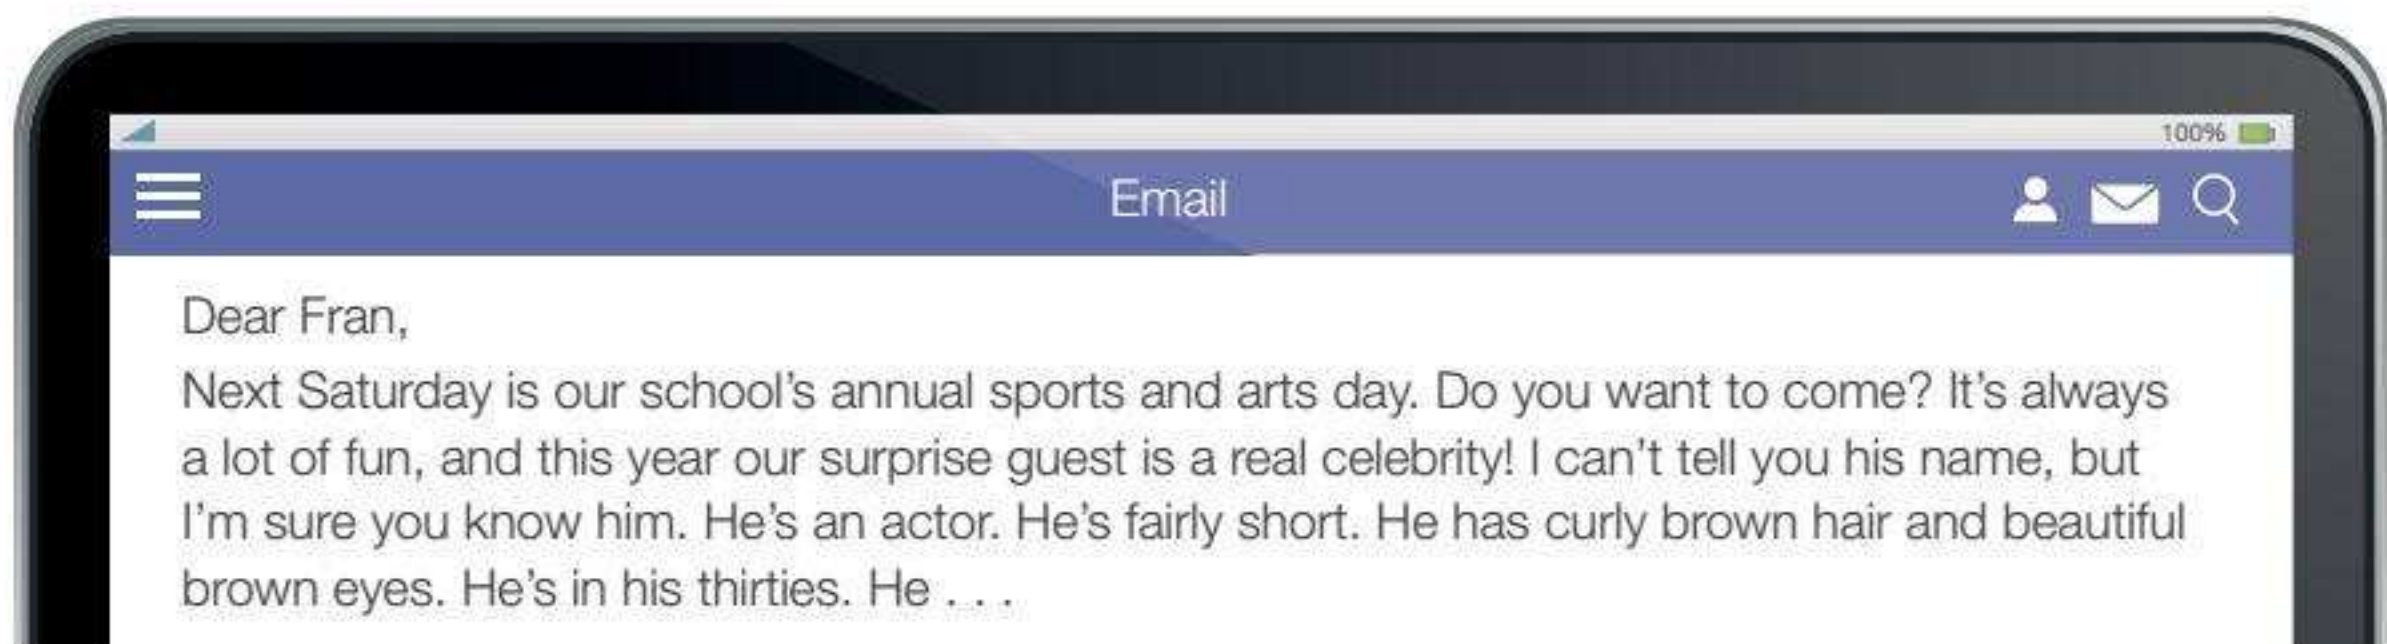 100%
Email
Dear Fran,
Next Saturday is our school's annual sports and arts day. Do you want to come? It's always
a lot of fun, and this year our surprise guest is a real celebrity! I can't tell you his name, but
I'm sure you know him. He's an actor. He's fairly short. He has curly brown hair and beautiful
brown eyes. He's in his thirties. He . . .